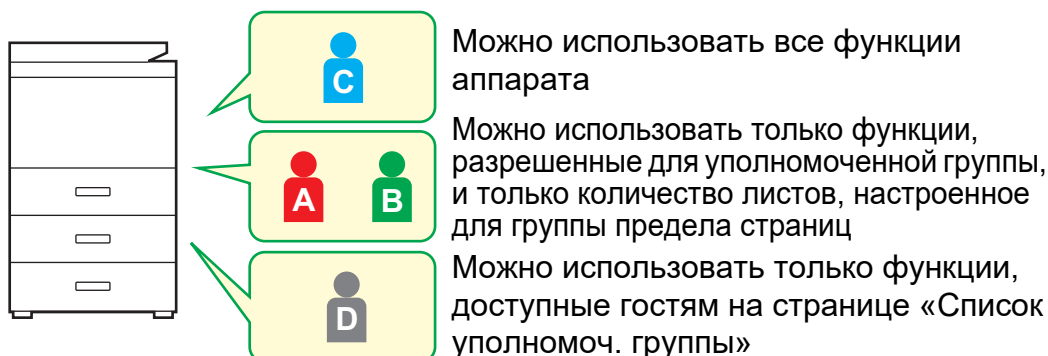 C
Можно использовать все функции
аппарата
A B
Можно использовать только функции,
разрешенные для уполномоченной группы,
и только количество листов, настроенное
для группы предела страниц
D
Можно использовать только функции,
доступные гостям на странице «Список
уполномоч. группы»